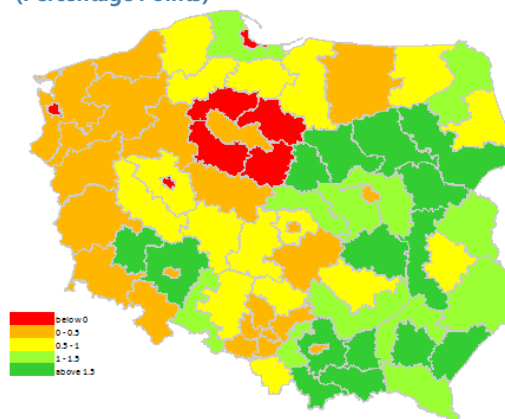 (Percentage Points)
below 0
0 - 0.5
0.5 - 1
1 - 1.5
above 1.5